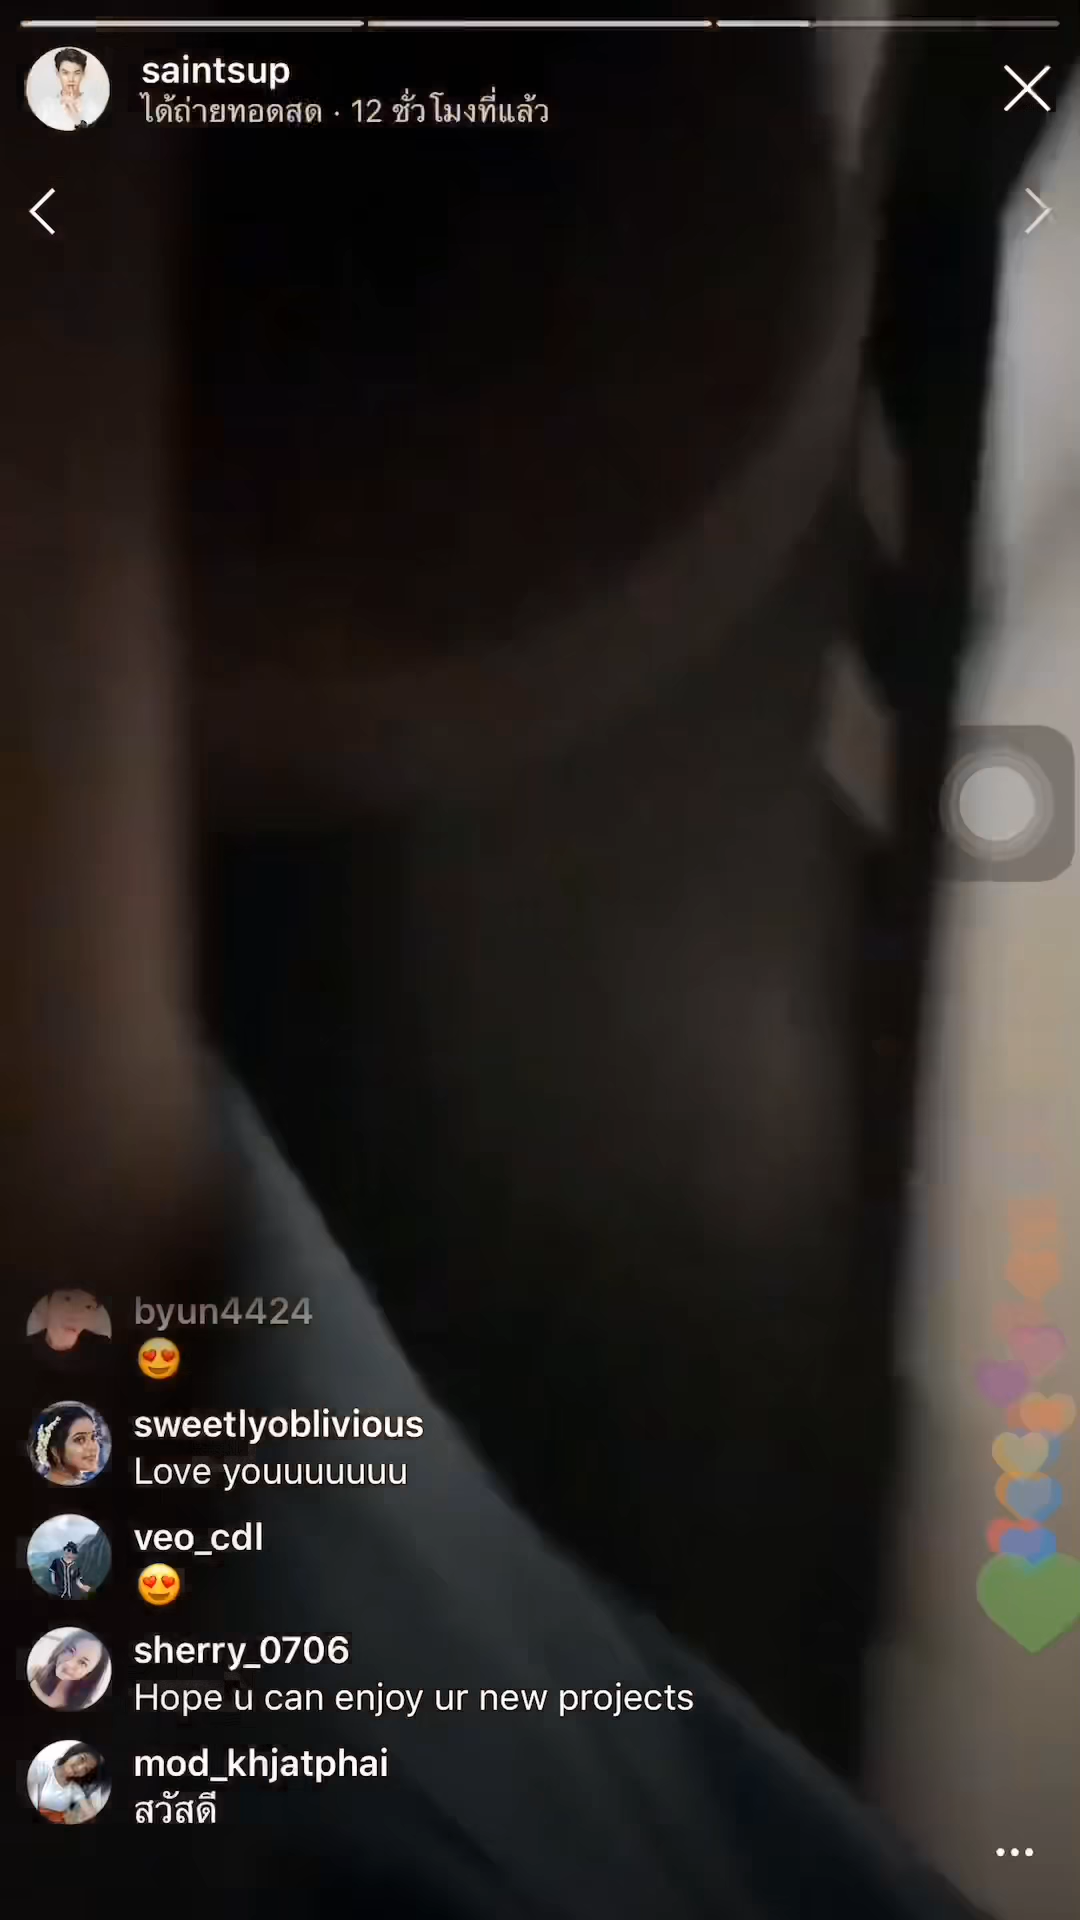 saintsup
ได้ถ่ายทอดสด · 12 ชั่วโมงที่แล้ว
byun4424
😍
sweetlyoblivious
Love youuuuuuu
veo_cdl
😍
sherry_0706
Hope u can enjoy ur new projects
mod_khjatphai
สวัสดี